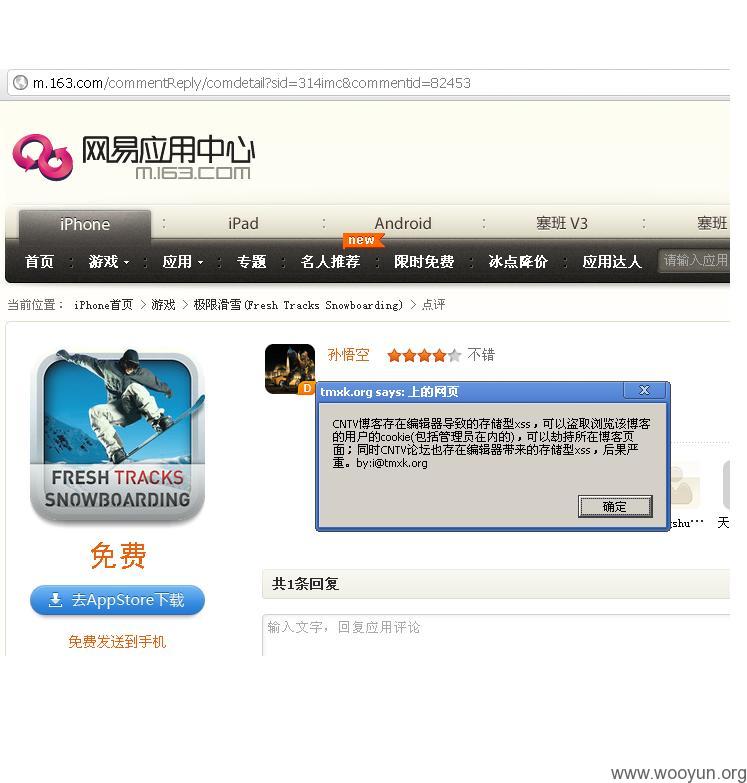 m.163.com/commentReply/comdetail?sid=314imc&commentid=82453
网易应用中心
m.163.com
iPhone : iPad : Android : 塞班 V3 : 塞班
new
首页 : 游戏 : 应用 : 专题 : 名人推荐 : 限时免费 : 冰点降价 : 应用达人 请输入应用
当前位置： iPhone首页 > 游戏 > 极限滑雪(Fresh Tracks Snowboarding) > 点评
孙悟空 不错
D
tmxk.org says: 上的网页
CNTV博客存在编辑器导致的存储型xss，可以盗取浏览该博客
的用户的cookie(包括管理员在内的)，可以劫持所在博客页
面；同时CNTV论坛也存在编辑器带来的存储型xss，后果严
重。by:i@tmxk.org
确定
FRESH TRACKS
SNOWBOARDING
rshu… 天
免费
去AppStore下载
共1条回复
输入文字，回复应用评论
免费发送到手机
www.wooyun.org